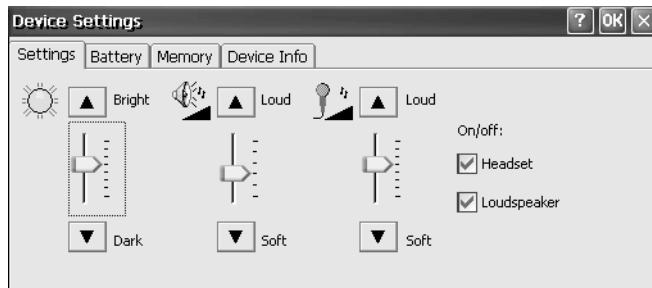 Device Settings ? OK ×
Settings Battery Memory Device Info
Bright Loud Loud
On/off:
Headset
Loudspeaker
Dark Soft Soft